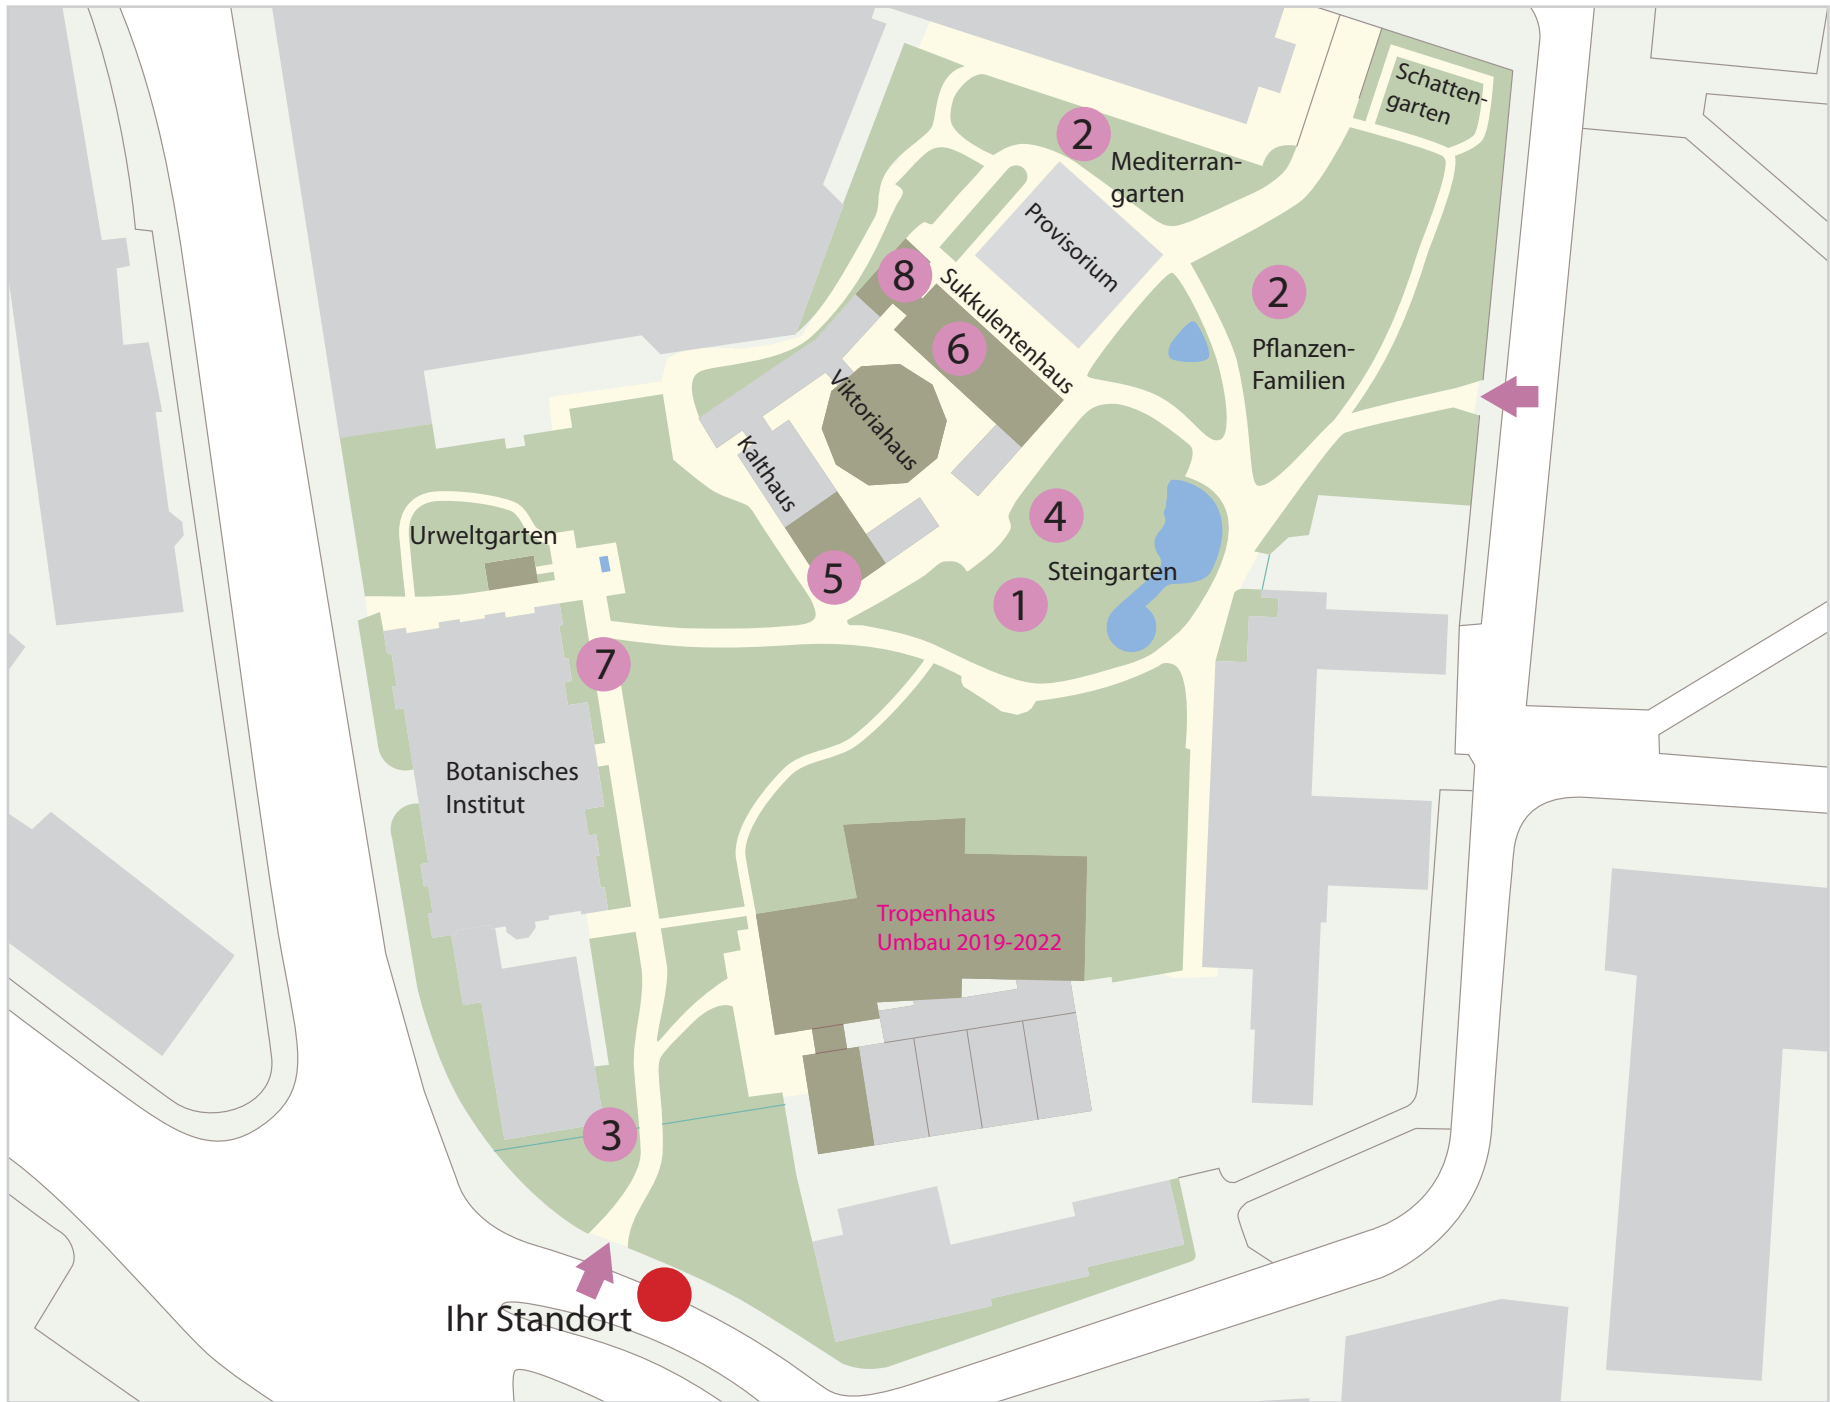 Schatten-
garten
2
Mediterran-
garten
Provisorium
8
Sukkulentenhaus
2
6
Pflanzen-
Familien
Viktoriahaus
Kalthaus
4
Urweltgarten
5
Steingarten
1
7
Botanisches
Institut
Tropenhaus
Umbau 2019-2022
3
Ihr Standort